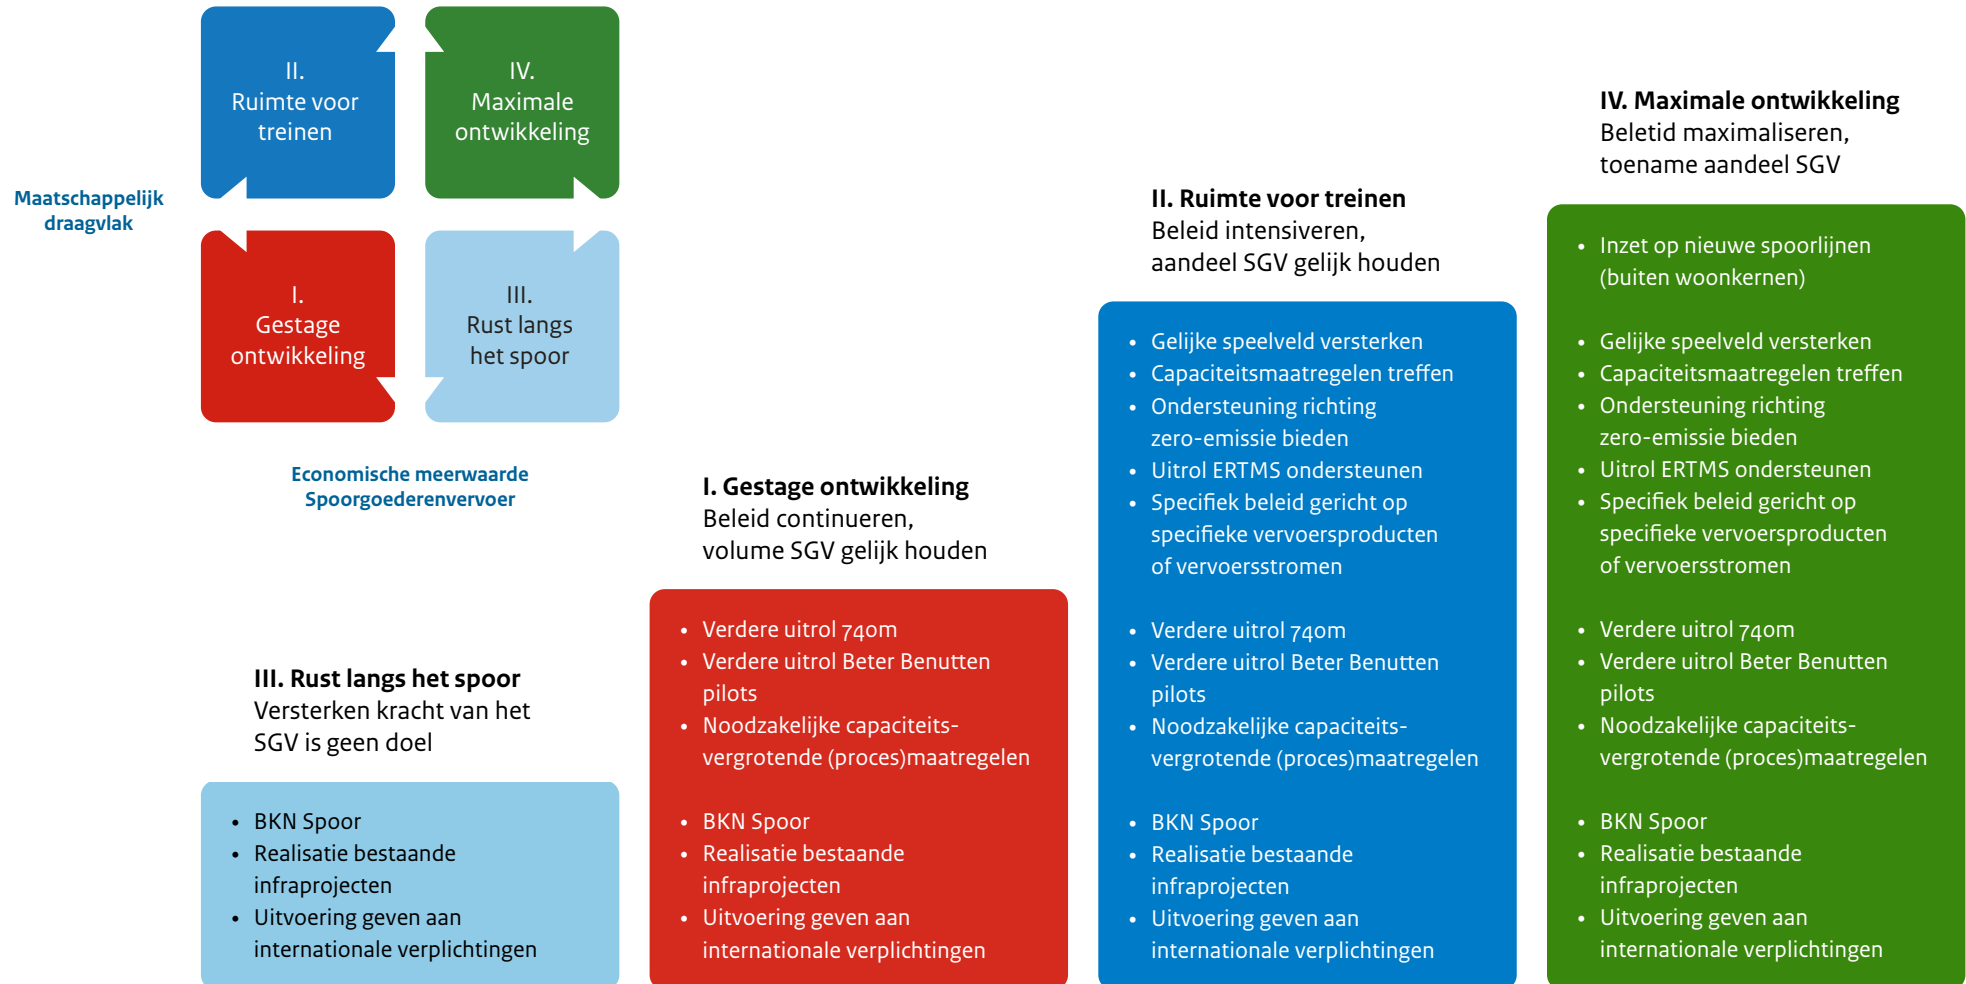 II.
Ruimte voor
treinen
IV.
Maximale
ontwikkeling
Maatschappelijk
draagvlak
I.
Gestage
ontwikkeling
III.
Rust langs
het spoor
Economische meerwaarde
Spoorgoederenvervoer
III. Rust langs het spoor
Versterken kracht van het
SGV is geen doel
• BKN Spoor
• Realisatie bestaande
infraprojecten
• Uitvoering geven aan
internationale verplichtingen
I. Gestage ontwikkeling
Beleid continueren,
volume SGV gelijk houden
• Verdere uitrol 740m
• Verdere uitrol Beter Benutten
pilots
• Noodzakelijke capaciteits-
vergrotende (proces)maatregelen
• BKN Spoor
• Realisatie bestaande
infraprojecten
• Uitvoering geven aan
internationale verplichtingen
II. Ruimte voor treinen
Beleid intensiveren,
aandeel SGV gelijk houden
• Gelijke speelveld versterken
• Capaciteitsmaatregelen treffen
• Ondersteuning richting
zero-emissie bieden
• Uitrol ERTMS ondersteunen
• Specifiek beleid gericht op
specifieke vervoersproducten
of vervoersstromen
• Verdere uitrol 740m
• Verdere uitrol Beter Benutten
pilots
• Noodzakelijke capaciteits-
vergrotende (proces)maatregelen
• BKN Spoor
• Realisatie bestaande
infraprojecten
• Uitvoering geven aan
internationale verplichtingen
IV. Maximale ontwikkeling
Beletid maximaliseren,
toename aandeel SGV
• Inzet op nieuwe spoorlijnen
(buiten woonkernen)
• Gelijke speelveld versterken
• Capaciteitsmaatregelen treffen
• Ondersteuning richting
zero-emissie bieden
• Uitrol ERTMS ondersteunen
• Specifiek beleid gericht op
specifieke vervoersproducten
of vervoersstromen
• Verdere uitrol 740m
• Verdere uitrol Beter Benutten
pilots
• Noodzakelijke capaciteits-
vergrotende (proces)maatregelen
• BKN Spoor
• Realisatie bestaande
infraprojecten
• Uitvoering geven aan
internationale verplichtingen